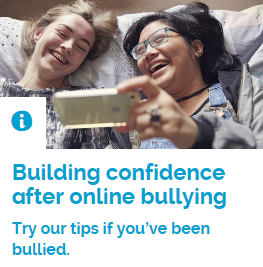 Building confidence
after online bullying
Try our tips if you've been
bullied.